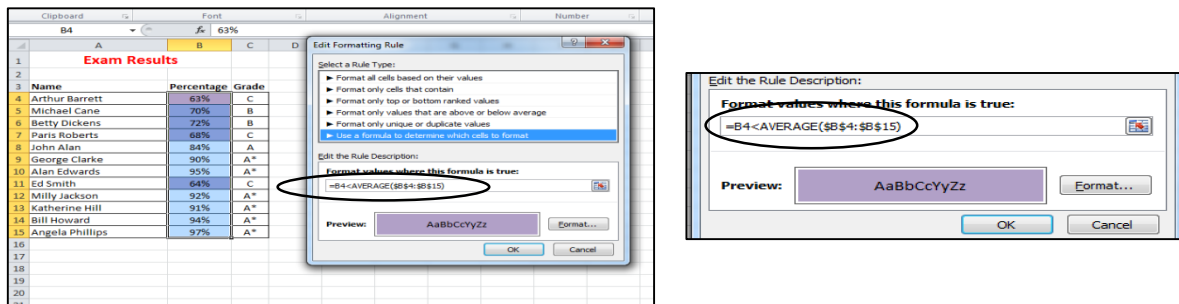 Clipboard Font Alignment Number
B4 fx 63%
A B C D
1 Exam Results
2
3 Name Percentage Grade
4 Arthur Barrett 63% C
5 Michael Cane 70% B
6 Betty Dickens 72% B
7 Paris Roberts 68% C
8 John Alan 84% A
9 George Clarke 90% A*
10 Alan Edwards 95% A*
11 Ed Smith 64% C
12 Milly Jackson 92% A*
13 Katherine Hill 91% A*
14 Bill Howard 94% A*
15 Angela Phillips 97% A*
16
17
18
19
20
21
Edit Formatting Rule
Select a Rule Type:
► Format all cells based on their values
► Format only cells that contain
► Format only top or bottom ranked values
► Format only values that are above or below average
► Format only unique or duplicate values
► Use a formula to determine which cells to format
Edit the Rule Description:
Format values where this formula is true:
=B4<AVERAGE($B$4:$B$15)
Preview: AaBbCcYyZz Format...
OK Cancel
Edit the Rule Description:
Format values where this formula is true:
=B4<AVERAGE($B$4:$B$15)
Preview: AaBbCcYyZz Format...
OK Cancel